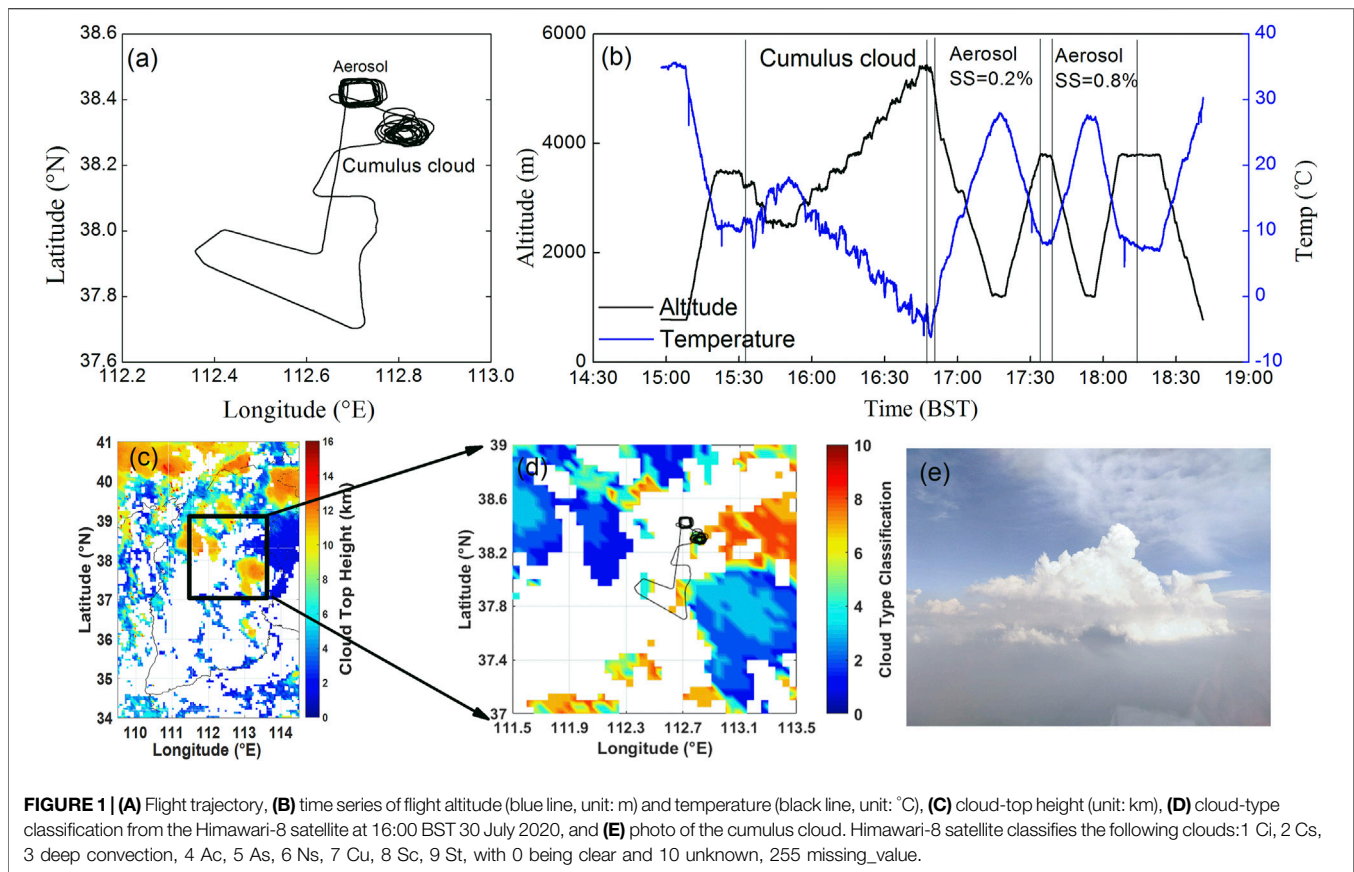 (a)
38.6
38.4
38.2
38.0
37.8
37.6
Latitude (°N)
Aerosol
Cumulus cloud
112.2 112.4 112.6 112.8 113.0
Longitude (°E)
(b)
6000
4000
2000
0
Altitude (m)
Cumulus cloud
Aerosol
SS=0.2%
Aerosol
SS=0.8%
Altitude
Temperature
40
30
20
10
0
-10
Temp (℃)
14:30 15:00 15:30 16:00 16:30 17:00 17:30 18:00 18:30 19:00
Time (BST)
(c)
41
40
39
38
37
36
35
34
Latitude (°N)
110 111 112 113 114
Longitude (°E)
16
14
12
10
8
6
4
2
0
Cloud Top Height (km)
(d)
39
38.6
38.2
37.8
37.4
37
Latitude (°N)
111.5 111.9 112.3 112.7 113.1 113.5
Longitude (°E)
10
8
6
4
2
0
Cloud Type Classification
(e)
FIGURE 1 | (A) Flight trajectory, (B) time series of flight altitude (blue line, unit: m) and temperature (black line, unit: °C), (C) cloud-top height (unit: km), (D) cloud-type
classification from the Himawari-8 satellite at 16:00 BST 30 July 2020, and (E) photo of the cumulus cloud. Himawari-8 satellite classifies the following clouds:1 Ci, 2 Cs,
3 deep convection, 4 Ac, 5 As, 6 Ns, 7 Cu, 8 Sc, 9 St, with 0 being clear and 10 unknown, 255 missing_value.